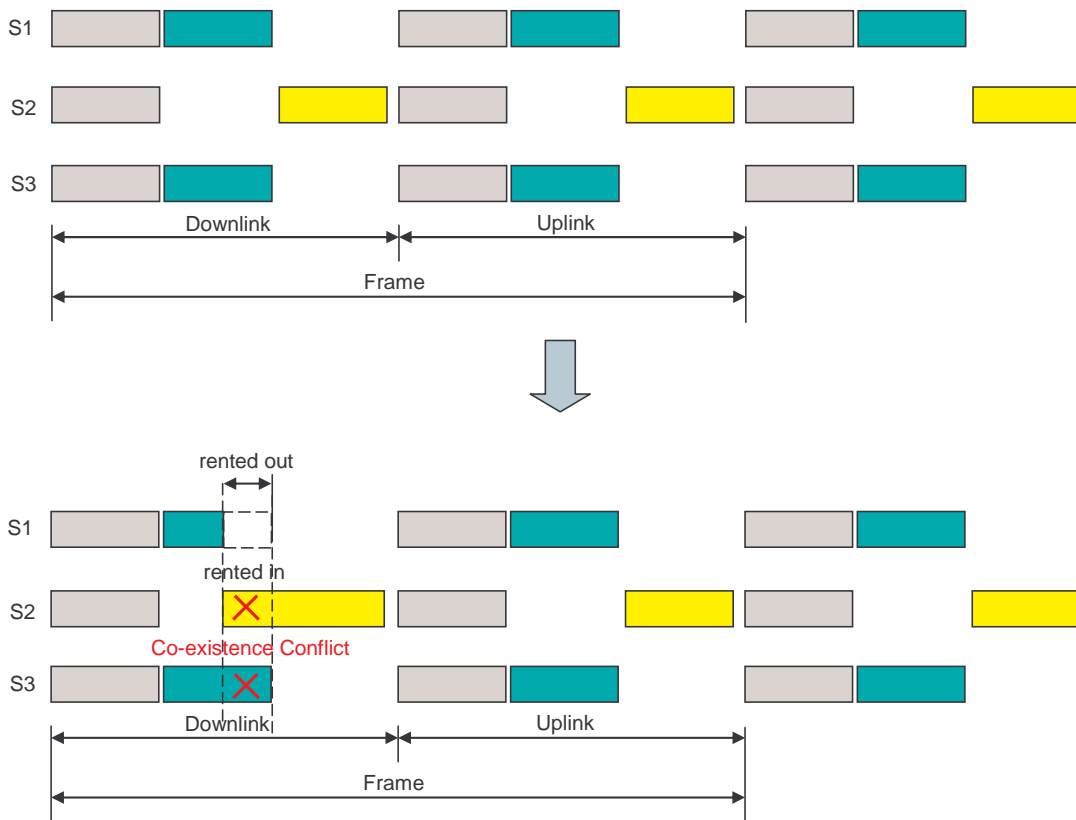 S1
S2
S3
Downlink
Uplink
Frame
rented out
S1
rented in
S2
Co-existence Conflict
S3
Downlink
Uplink
Frame